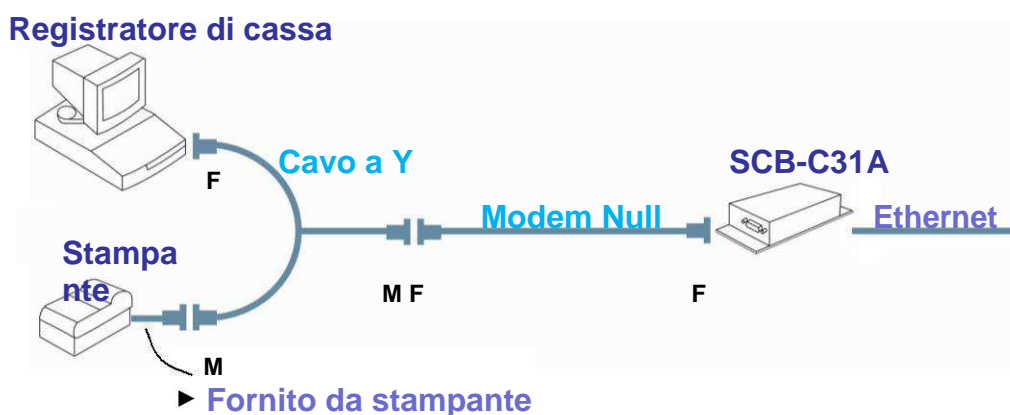 Registratore di cassa
Cavo a Y
SCB-C31A
F
Modem Null
Ethernet
Stampa
nte
M F
F
M
► Fornito da stampante